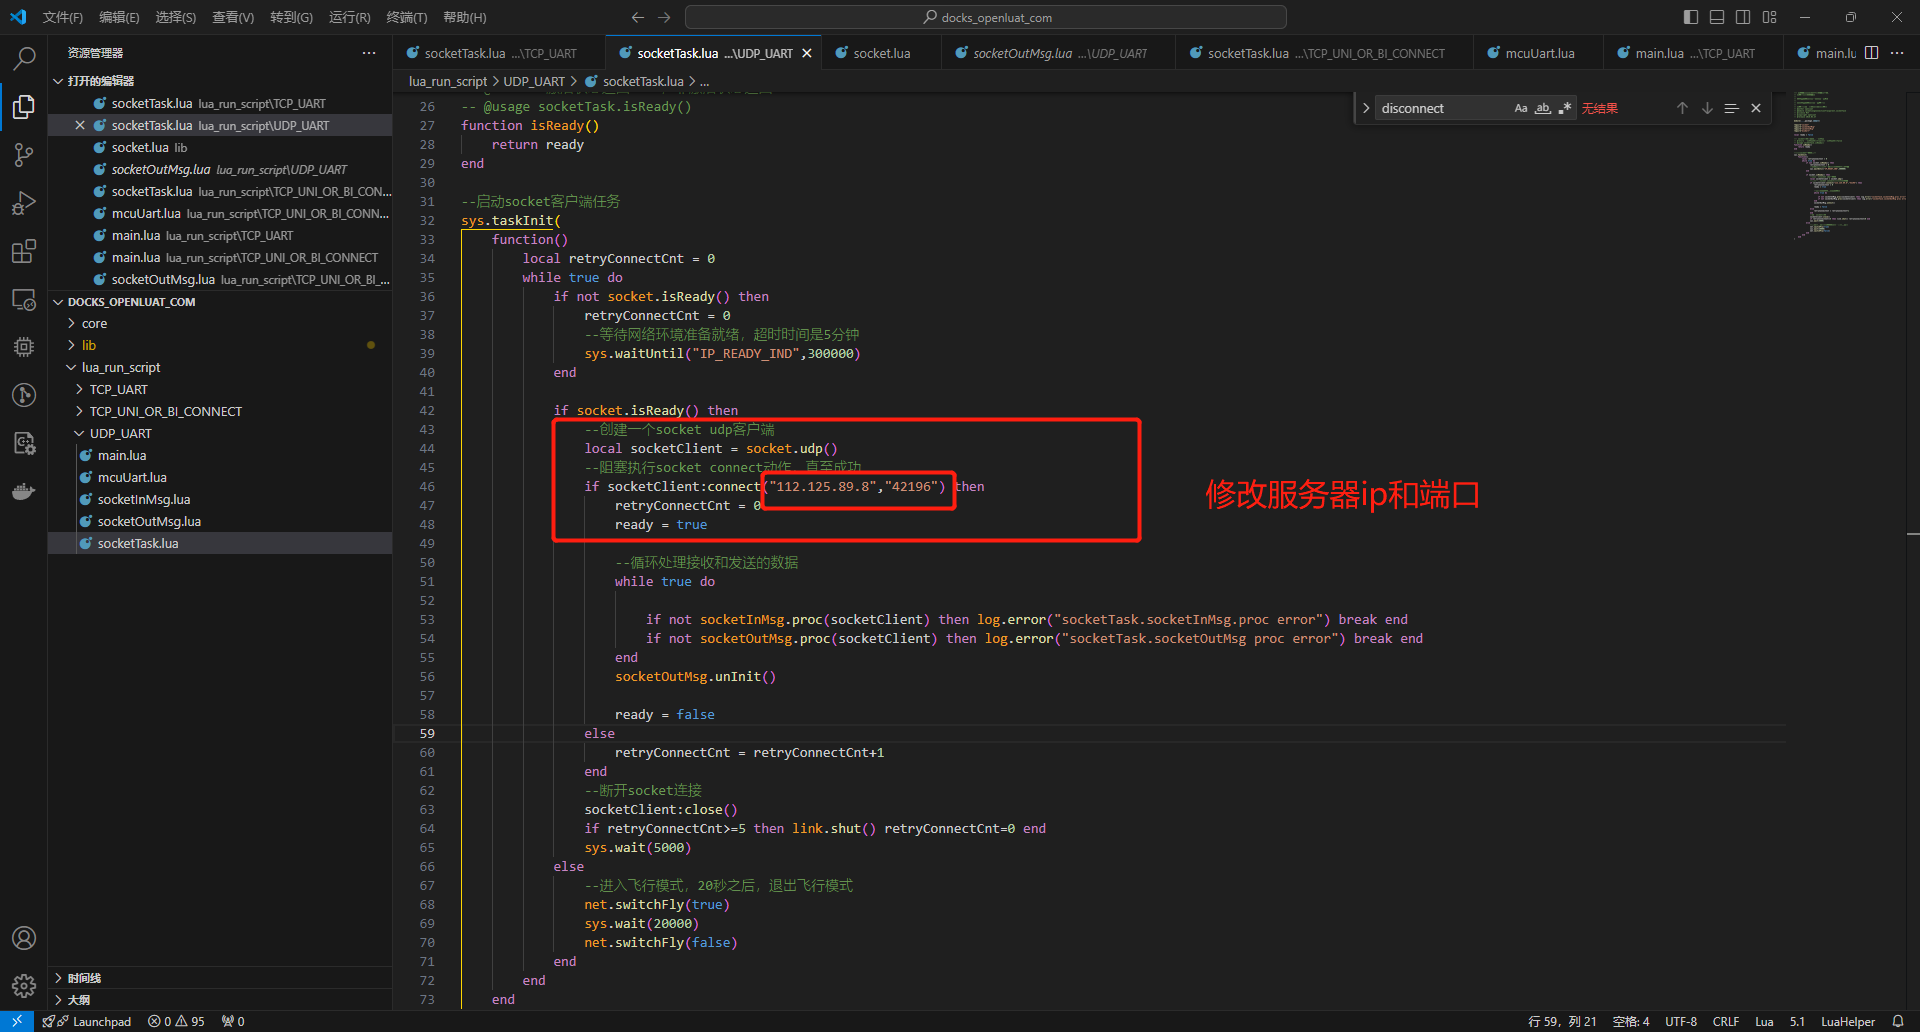 文件(F) 编辑(E) 选择(S) 查看(V) 转到(G) 运行(R) 终端(T) 帮助(H) docks_openluat_com
资源管理器
socketTask.lua ...\TCP_UART socketTask.lua ...\UDP_UART socket.lua socketOutMsg.lua ...\UDP_UART socketTask.lua ...\TCP_UNI_OR_BI_CONNECT mcuUart.lua main.lua ...\TCP_UART main.lu
打开的编辑器
lua_run_script > UDP_UART > socketTask.lua > ...
socketTask.lua lua_run_script\TCP_UART
socketTask.lua lua_run_script\UDP_UART
socket.lua lib
socketOutMsg.lua lua_run_script\UDP_UART
socketTask.lua lua_run_script\TCP_UNI_OR_BI_CON...
mcuUart.lua lua_run_script\TCP_UNI_OR_BI_CONN...
main.lua lua_run_script\TCP_UART
main.lua lua_run_script\TCP_UNI_OR_BI_CONNECT
socketOutMsg.lua lua_run_script\TCP_UNI_OR_BI_...
DOCKS_OPENLUAT_COM
core
lib
lua_run_script
TCP_UART
TCP_UNI_OR_BI_CONNECT
UDP_UART
main.lua
mcuUart.lua
socketInMsg.lua
socketOutMsg.lua
socketTask.lua
时间线
大纲
disconnect Aa ab .* 无结果
26 -- @usage socketTask.isReady()
27 function isReady()
28 return ready
29 end
30
31 --启动socket客户端任务
32 sys.taskInit(
33 function()
34 local retryConnectCnt = 0
35 while true do
36 if not socket.isReady() then
37 retryConnectCnt = 0
38 --等待网络环境准备就绪，超时时间是5分钟
39 sys.waitUntil("IP_READY_IND",300000)
40 end
41
42 if socket.isReady() then
43 --创建一个socket udp客户端
44 local socketClient = socket.udp()
45 --阻塞执行socket connect动作，直至成功
46 if socketClient:connect("112.125.89.8","42196") then
47 retryConnectCnt = 0
48 ready = true
49
50 --循环处理接收和发送的数据
51 while true do
52
53 if not socketInMsg.proc(socketClient) then log.error("socketTask.socketInMsg.proc error") break end
54 if not socketOutMsg.proc(socketClient) then log.error("socketTask.socketOutMsg proc error") break end
55 end
56 socketOutMsg.unInit()
57
58 ready = false
59 else
60 retryConnectCnt = retryConnectCnt+1
61 end
62 --断开socket连接
63 socketClient:close()
64 if retryConnectCnt>=5 then link.shut() retryConnectCnt=0 end
65 sys.wait(5000)
66 else
67 --进入飞行模式，20秒之后，退出飞行模式
68 net.switchFly(true)
69 sys.wait(20000)
70 net.switchFly(false)
71 end
72 end
73 end
修改服务器ip和端口
Launchpad 0 95 0 行 59，列 21 空格: 4 UTF-8 CRLF Lua 5.1 LuaHelper